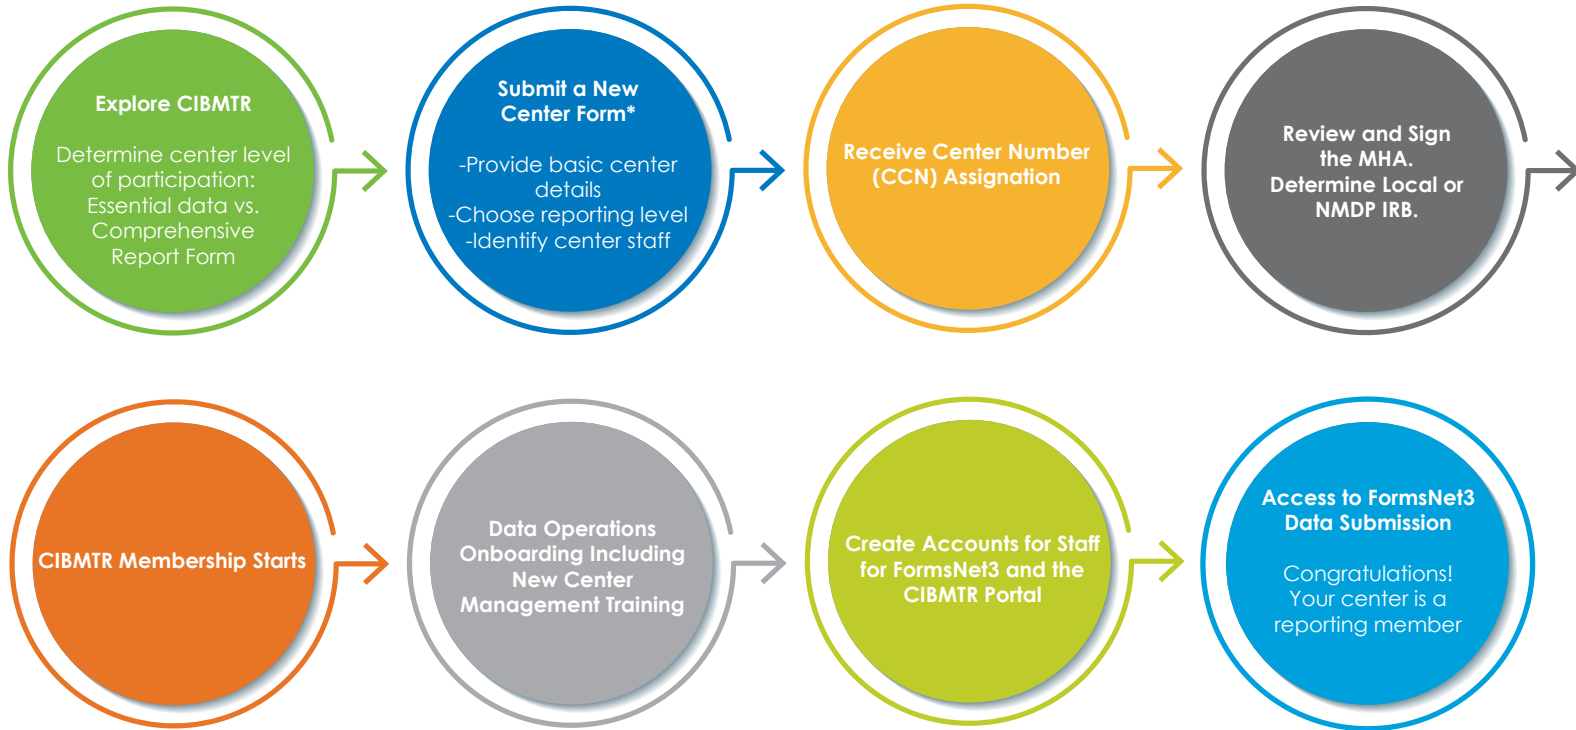 Explore CIBMTR
Determine center level
of participation:
Essential data vs.
Comprehensive
Report Form
Submit a New
Center Form*
-Provide basic center
details
-Choose reporting level
-Identify center staff
Receive Center Number
(CCN) Assignation
Review and Sign
the MHA.
Determine Local or
NMDP IRB.
CIBMTR Membership Starts
Data Operations
Onboarding Including
New Center
Management Training
Create Accounts for Staff
for FormsNet3 and the
CIBMTR Portal
Access to FormsNet3
Data Submission
Congratulations!
Your center is a
reporting member